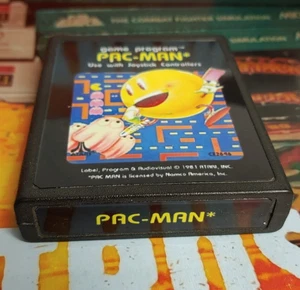 game program™
PAC-MAN*
Use with Joystick Controllers
Label, Program & Audiovisual © 1981 ATARI, INC.
*PAC MAN is licensed by Namco America, Inc.
PAC-MAN*